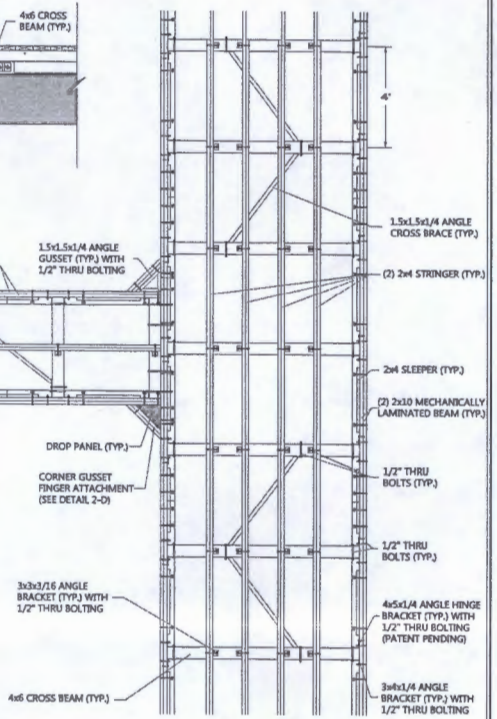 4x6 CROSS
BEAM (TYP.)
4'
1.5x1.5x1/4 ANGLE
CROSS BRACE (TYP.)
1.5x1.5x1/4 ANGLE
GUSSET (TYP.) WITH
1/2" THRU BOLTING
(2) 2x4 STRINGER (TYP.)
2x4 SLEEPER (TYP.)
(2) 2x10 MECHANICALLY
LAMINATED BEAM (TYP.)
DROP PANEL (TYP.)
CORNER GUSSET
FINGER ATTACHMENT
(SEE DETAIL 2-D)
1/2" THRU
BOLTS (TYP.)
1/2" THRU
BOLTS (TYP.)
3x3x3/16 ANGLE
BRACKET (TYP.) WITH
1/2" THRU BOLTING
4x5x1/4 ANGLE HINGE
BRACKET (TYP.) WITH
1/2" THRU BOLTING
(PATENT PENDING)
4x6 CROSS BEAM (TYP.)
3x4x1/4 ANGLE
BRACKET (TYP.) WITH
1/2" THRU BOLTING